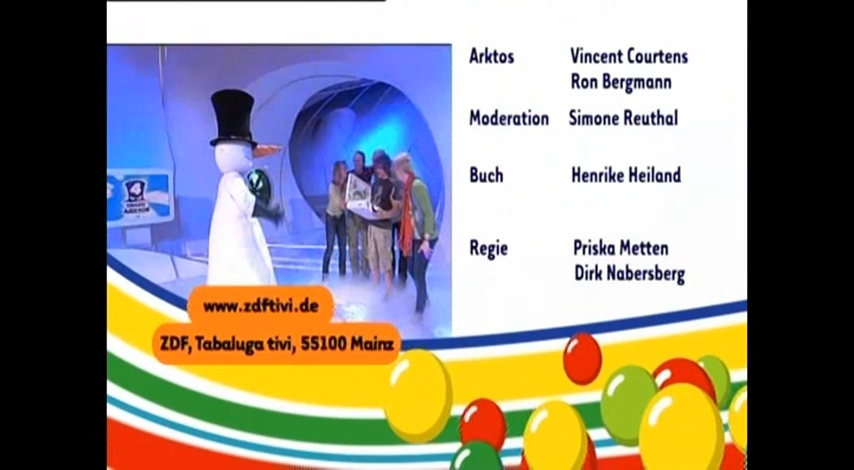 Arktos Vincent Courtens
Ron Bergmann
Moderation Simone Reuthal
Buch Henrike Heiland
Regie Priska Metten
Dirk Nabersberg
4
www.zdftivi.de
ZDF, Tabaluga tivi, 55100 Mainz